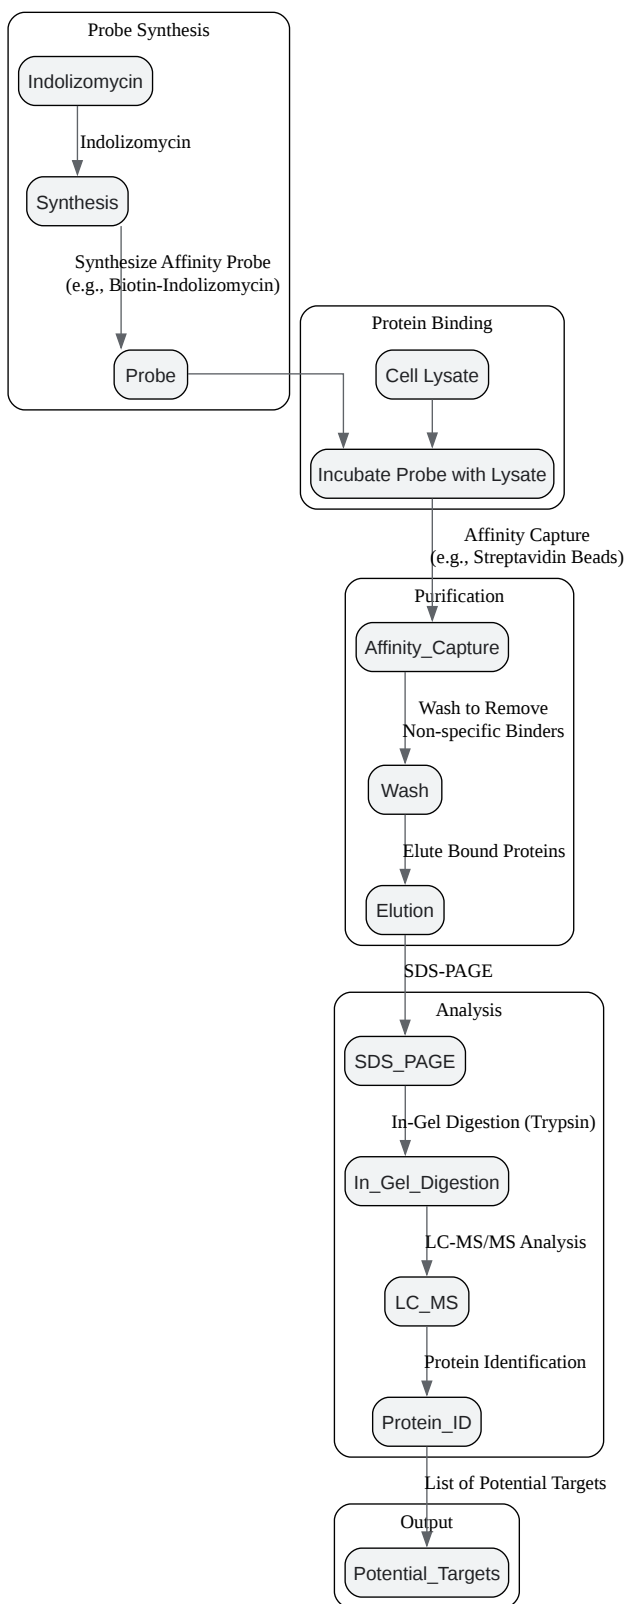 Probe Synthesis
Indolizomycin
Indolizomycin
Synthesis
Synthesize Affinity Probe
(e.g., Biotin-Indolizomycin)
Probe
Protein Binding
Cell Lysate
Incubate Probe with Lysate
Affinity Capture
(e.g., Streptavidin Beads)
Purification
Affinity_Capture
Wash to Remove
Non-specific Binders
Wash
Elute Bound Proteins
Elution
SDS-PAGE
Analysis
SDS_PAGE
In-Gel Digestion (Trypsin)
In_Gel_Digestion
LC-MS/MS Analysis
LC_MS
Protein Identification
Protein_ID
List of Potential Targets
Output
Potential_Targets